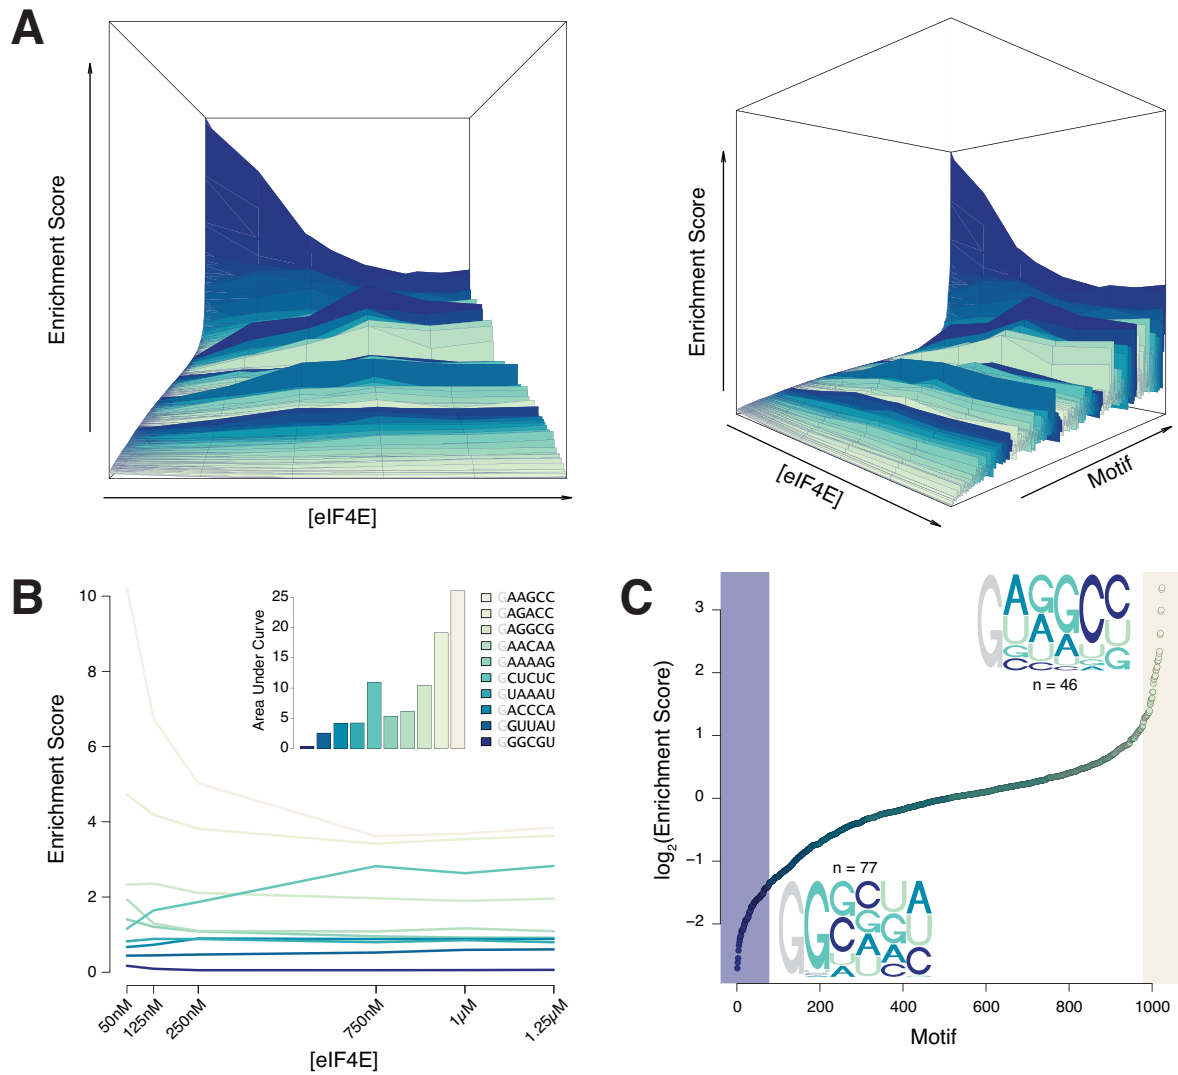 A
Enrichment Score
[eIF4E]
Enrichment Score
[eIF4E]
Motif
B
Enrichment Score
10
8
6
4
2
0
50nM
125nM
250nM
750nM
1µM
1.25µM
[eIF4E]
Area Under Curve
25
20
15
10
5
0
GAAGCC
GAGACC
GAGGCG
GAACAA
GAAAAG
GCUCUC
GUAAAU
GACCCA
GGUUAU
GGGCGU
C
log2(Enrichment Score)
3
2
1
0
−1
−2
G A G G C C
U A A U U
G U U C G
C C C A
n = 46
n = 77
G G G C U A
C G G U
U A A C
A U C
0
200
400
600
800
1000
Motif